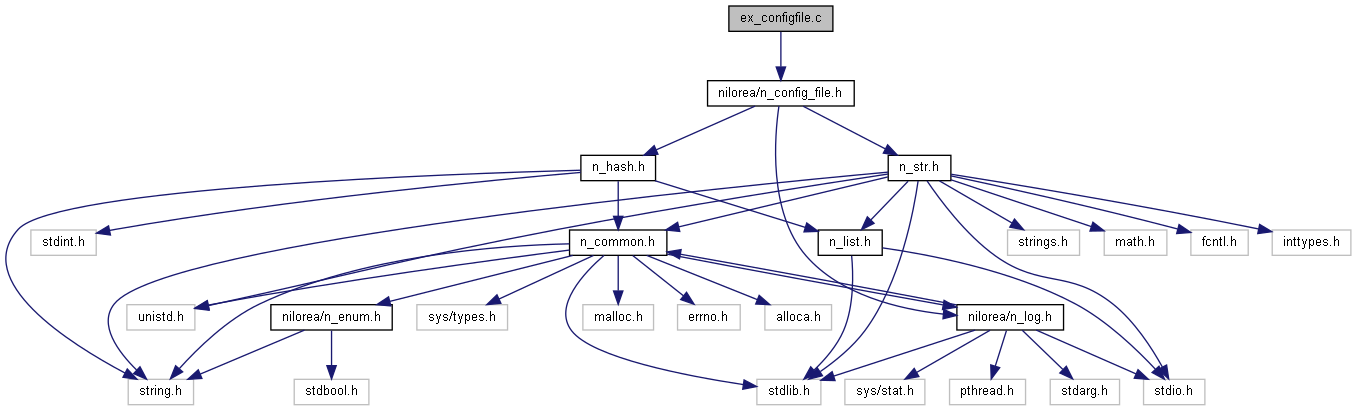 ex_configfile.c
nilorea/n_config_file.h
n_hash.h
n_str.h
stdint.h
n_common.h
n_list.h
strings.h
math.h
fcntl.h
inttypes.h
unistd.h
nilorea/n_enum.h
sys/types.h
malloc.h
errno.h
alloca.h
nilorea/n_log.h
string.h
stdbool.h
stdlib.h
sys/stat.h
pthread.h
stdarg.h
stdio.h